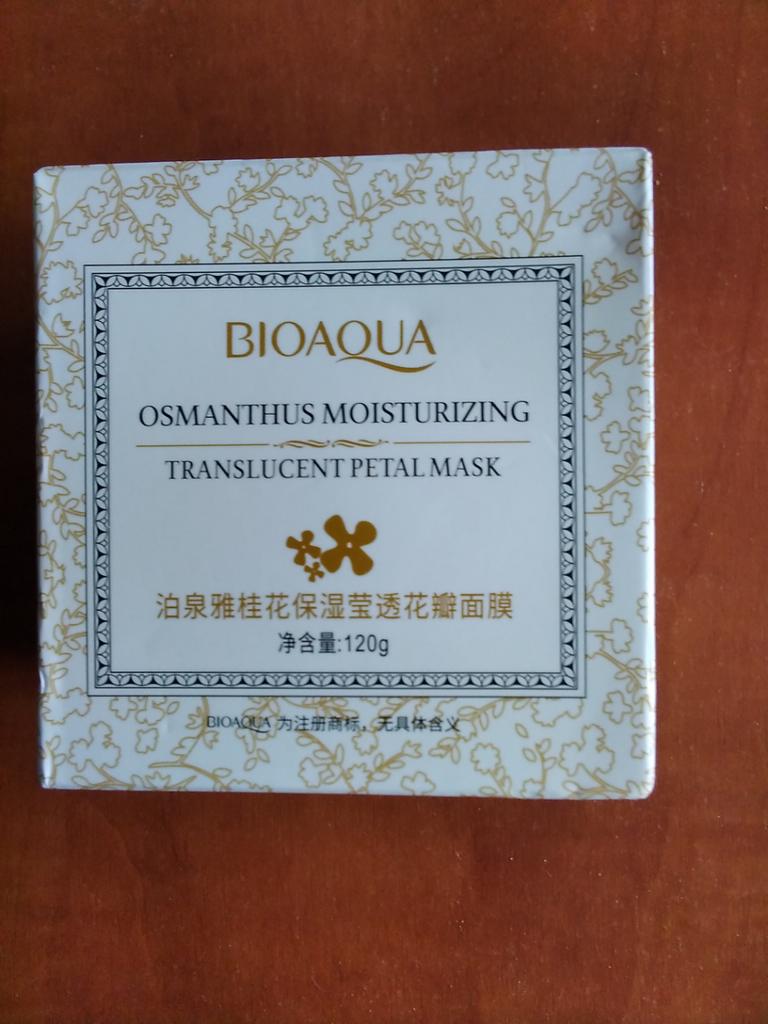 BIOAQUA
OSMANTHUS MOISTURIZING
TRANSLUCENT PETAL MASK
泊泉雅桂花保湿莹透花瓣面膜
净含量:120g
BIOAQUA 为注册商标，无具体含义